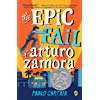 the EPIC
FAIL
of
arturo
zamora
PABLO CARTAYA